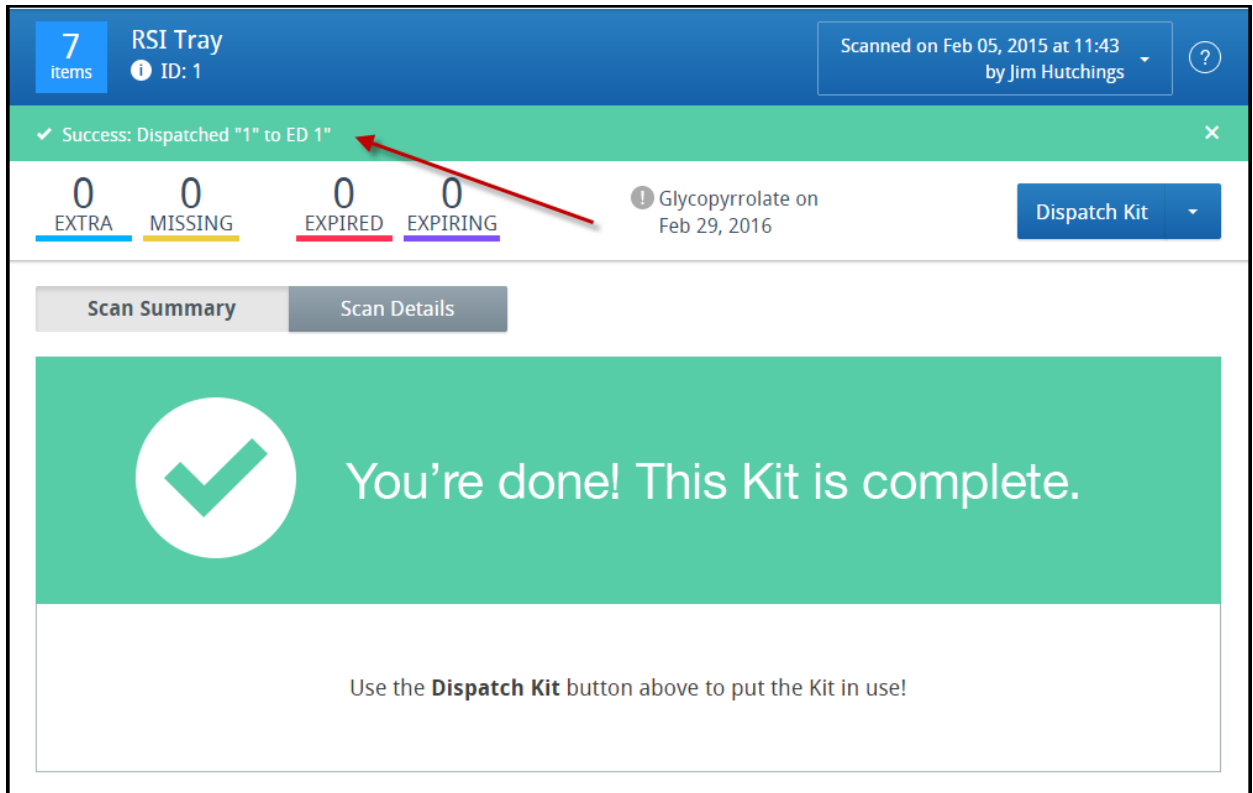 7
items
RSI Tray
i ID: 1
Scanned on Feb 05, 2015 at 11:43
by Jim Hutchings
?
Success: Dispatched "1" to ED 1"
0
EXTRA
0
MISSING
0
EXPIRED
0
EXPIRING
! Glycopyrrolate on
Feb 29, 2016
Dispatch Kit
Scan Summary
Scan Details
You're done! This Kit is complete.
Use the Dispatch Kit button above to put the Kit in use!